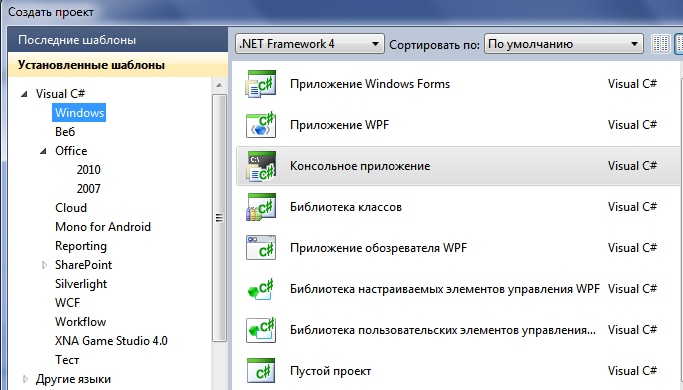 Создать проект
Последние шаблоны
Установленные шаблоны
Visual C#
Windows
Веб
Office
2010
2007
Cloud
Mono for Android
Reporting
SharePoint
Silverlight
WCF
Workflow
XNA Game Studio 4.0
Тест
Другие языки
.NET Framework 4 Сортировать по: По умолчанию
Приложение Windows Forms Visual C#
Приложение WPF Visual C#
Консольное приложение Visual C#
Библиотека классов Visual C#
Приложение обозревателя WPF Visual C#
Библиотека настраиваемых элементов управления WPF Visual C#
Библиотека пользовательских элементов управления... Visual C#
Пустой проект Visual C#